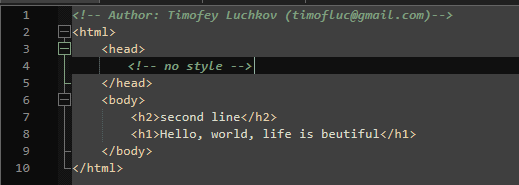 1 <!-- Author: Timofey Luchkov (timofluc@gmail.com)-->
2 <html>
3 <head>
4 <!-- no style -->
5 </head>
6 <body>
7 <h2>second line</h2>
8 <h1>Hello, world, life is beutiful</h1>
9 </body>
10 </html>